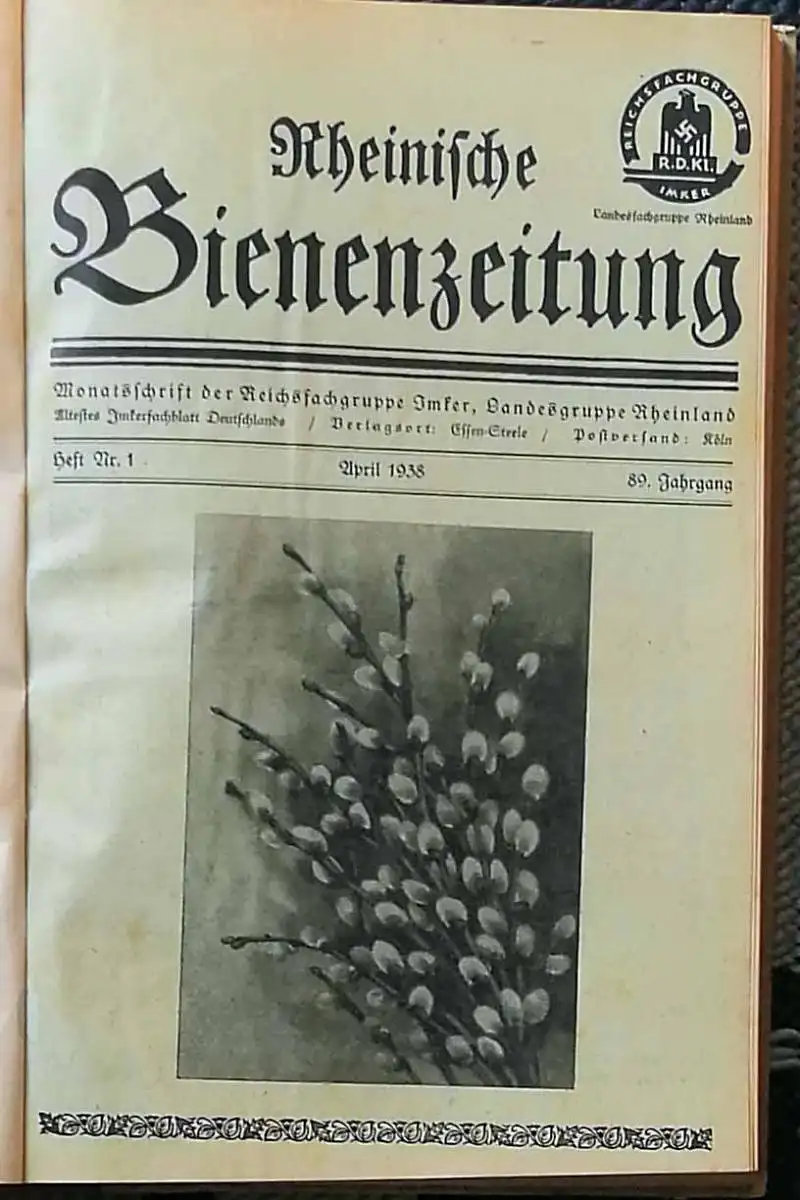 REICHSFACHGRUPPE
R.D.Kl.
IMKER
Landesfachgruppe Rheinland
Rheinische
Bienenzeitung
Monatsschrift der Reichsfachgruppe Imker, Landesgruppe Rheinland
Ältestes Imkerfachblatt Deutschlands / Verlagsort: Essen-Steele / Postversand: Köln
Heft Nr. 1 April 1938 89. Jahrgang